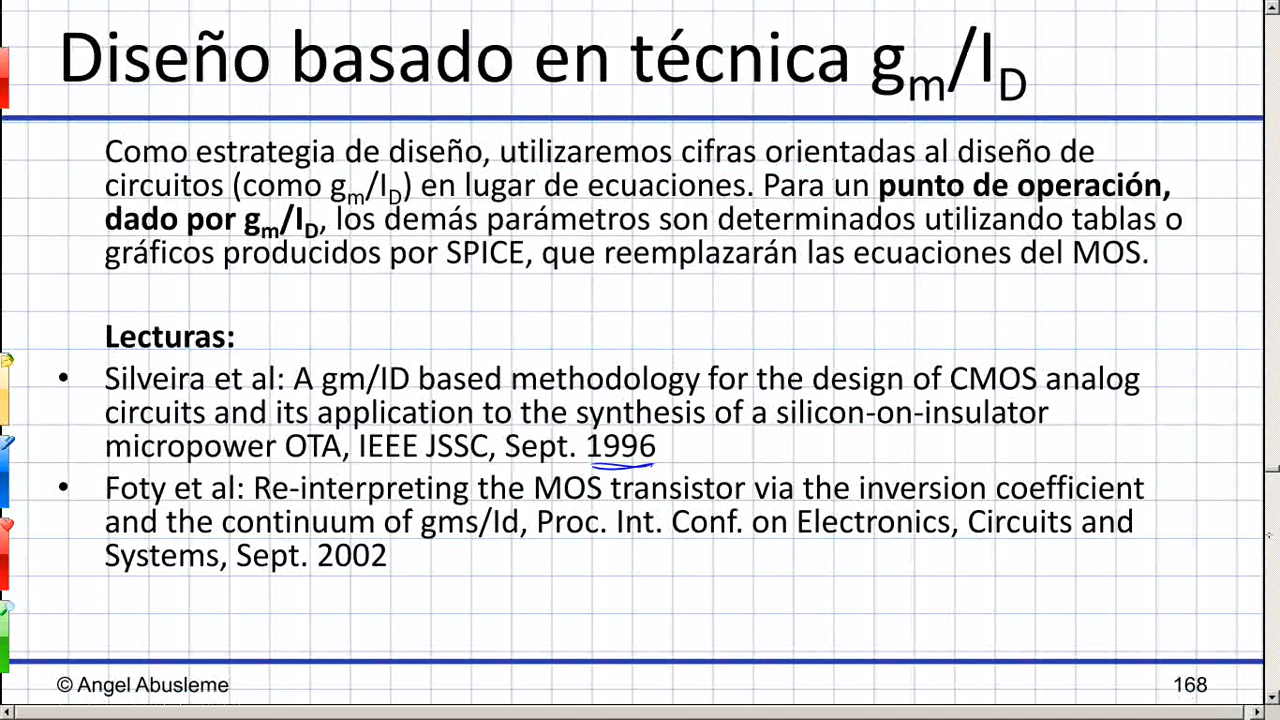 Diseño basado en técnica gm/ID
Como estrategia de diseño, utilizaremos cifras orientadas al diseño de
circuitos (como gm/ID) en lugar de ecuaciones. Para un punto de operación,
dado por gm/ID, los demás parámetros son determinados utilizando tablas o
gráficos producidos por SPICE, que reemplazarán las ecuaciones del MOS.
Lecturas:
• Silveira et al: A gm/ID based methodology for the design of CMOS analog
circuits and its application to the synthesis of a silicon-on-insulator
micropower OTA, IEEE JSSC, Sept. 1996
• Foty et al: Re-interpreting the MOS transistor via the inversion coefficient
and the continuum of gms/Id, Proc. Int. Conf. on Electronics, Circuits and
Systems, Sept. 2002
© Angel Abusleme
168